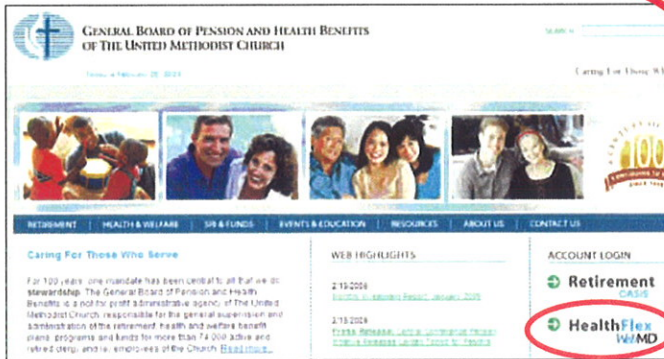 GENERAL BOARD OF PENSION AND HEALTH BENEFITS
OF THE UNITED METHODIST CHURCH
SEARCH
Caring For Those
100
RETIREMENT | HEALTH & WELFARE | SRI & FUNDS | EVENTS & EDUCATION | RESOURCES | ABOUT US | CONTACT US
Caring For Those Who Serve
For 100 years, one mandate has been central to all that we do:
stewardship. The General Board of Pension and Health
Benefits is a not for profit administrative agency of The United
Methodist Church, responsible for the general supervision and
administration of the retirement, health and welfare benefit
plans, programs and funds for more than 74,000 active and
retired clergy, and lay employees of the Church. Read more...
WEB HIGHLIGHTS
ACCOUNT LOGIN
Retirement
CASIS
HealthFlex
WebMD